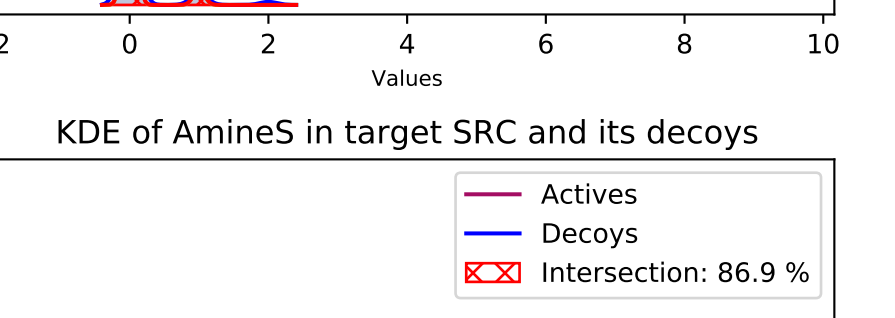 2 0 2 4 6 8 10
Values
KDE of AmineS in target SRC and its decoys
Actives
Decoys
Intersection: 86.9 %